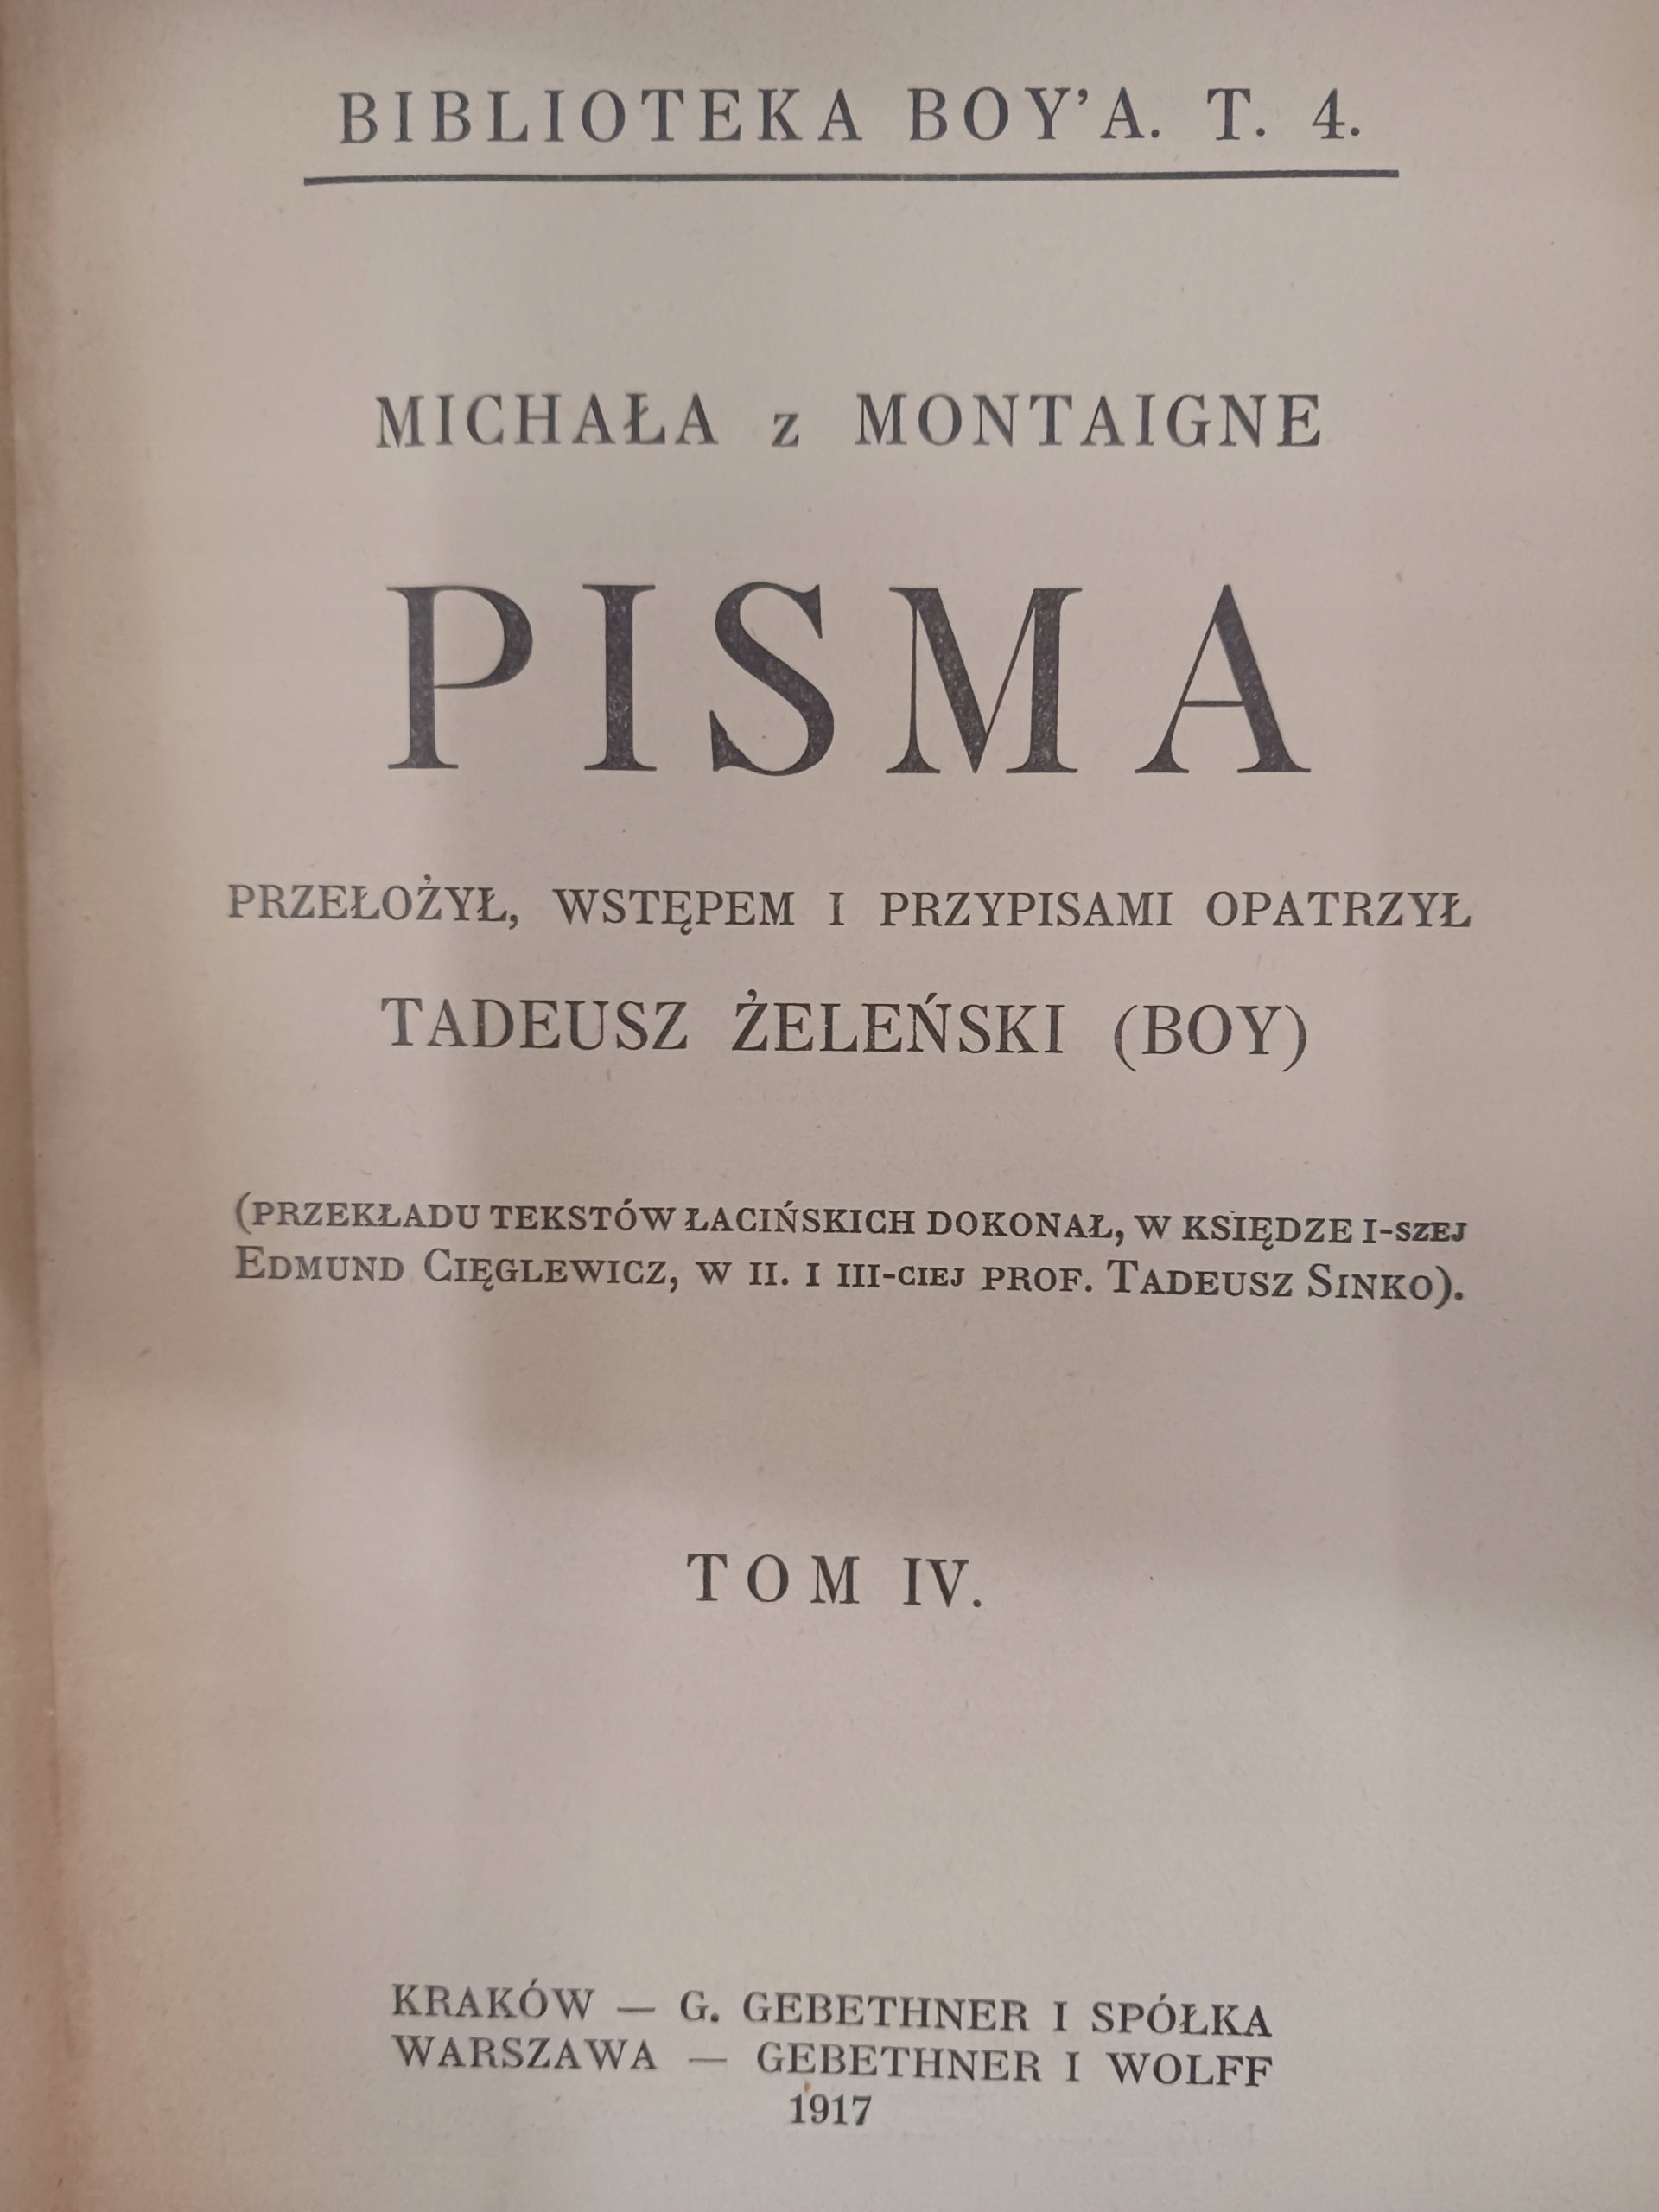 BIBLIOTEKA BOY'A. T. 4.
MICHAŁA z MONTAIGNE
PISMA
PRZEŁOŻYŁ, WSTĘPEM I PRZYPISAMI OPATRZYŁ
TADEUSZ ŻELEŃSKI (BOY)
(PRZEKŁADU TEKSTÓW ŁACIŃSKICH DOKONAŁ, W KSIĘDZE I-SZEJ
EDMUND CIĘGLEWICZ, W II. I III-CIEJ PROF. TADEUSZ SINKO).
TOM IV.
KRAKÓW — G. GEBETHNER I SPÓŁKA
WARSZAWA — GEBETHNER I WOLFF
1917